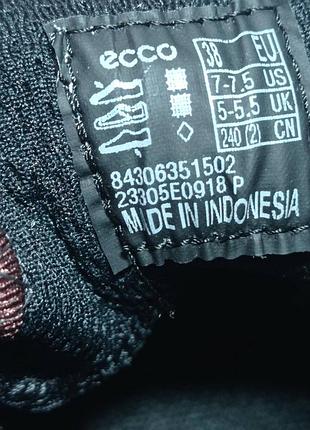 ecco
38 EU
7-7.5 US
5-5.5 UK
240 (2) CN
84306351502
23305E0918 P
MADE IN INDONESIA